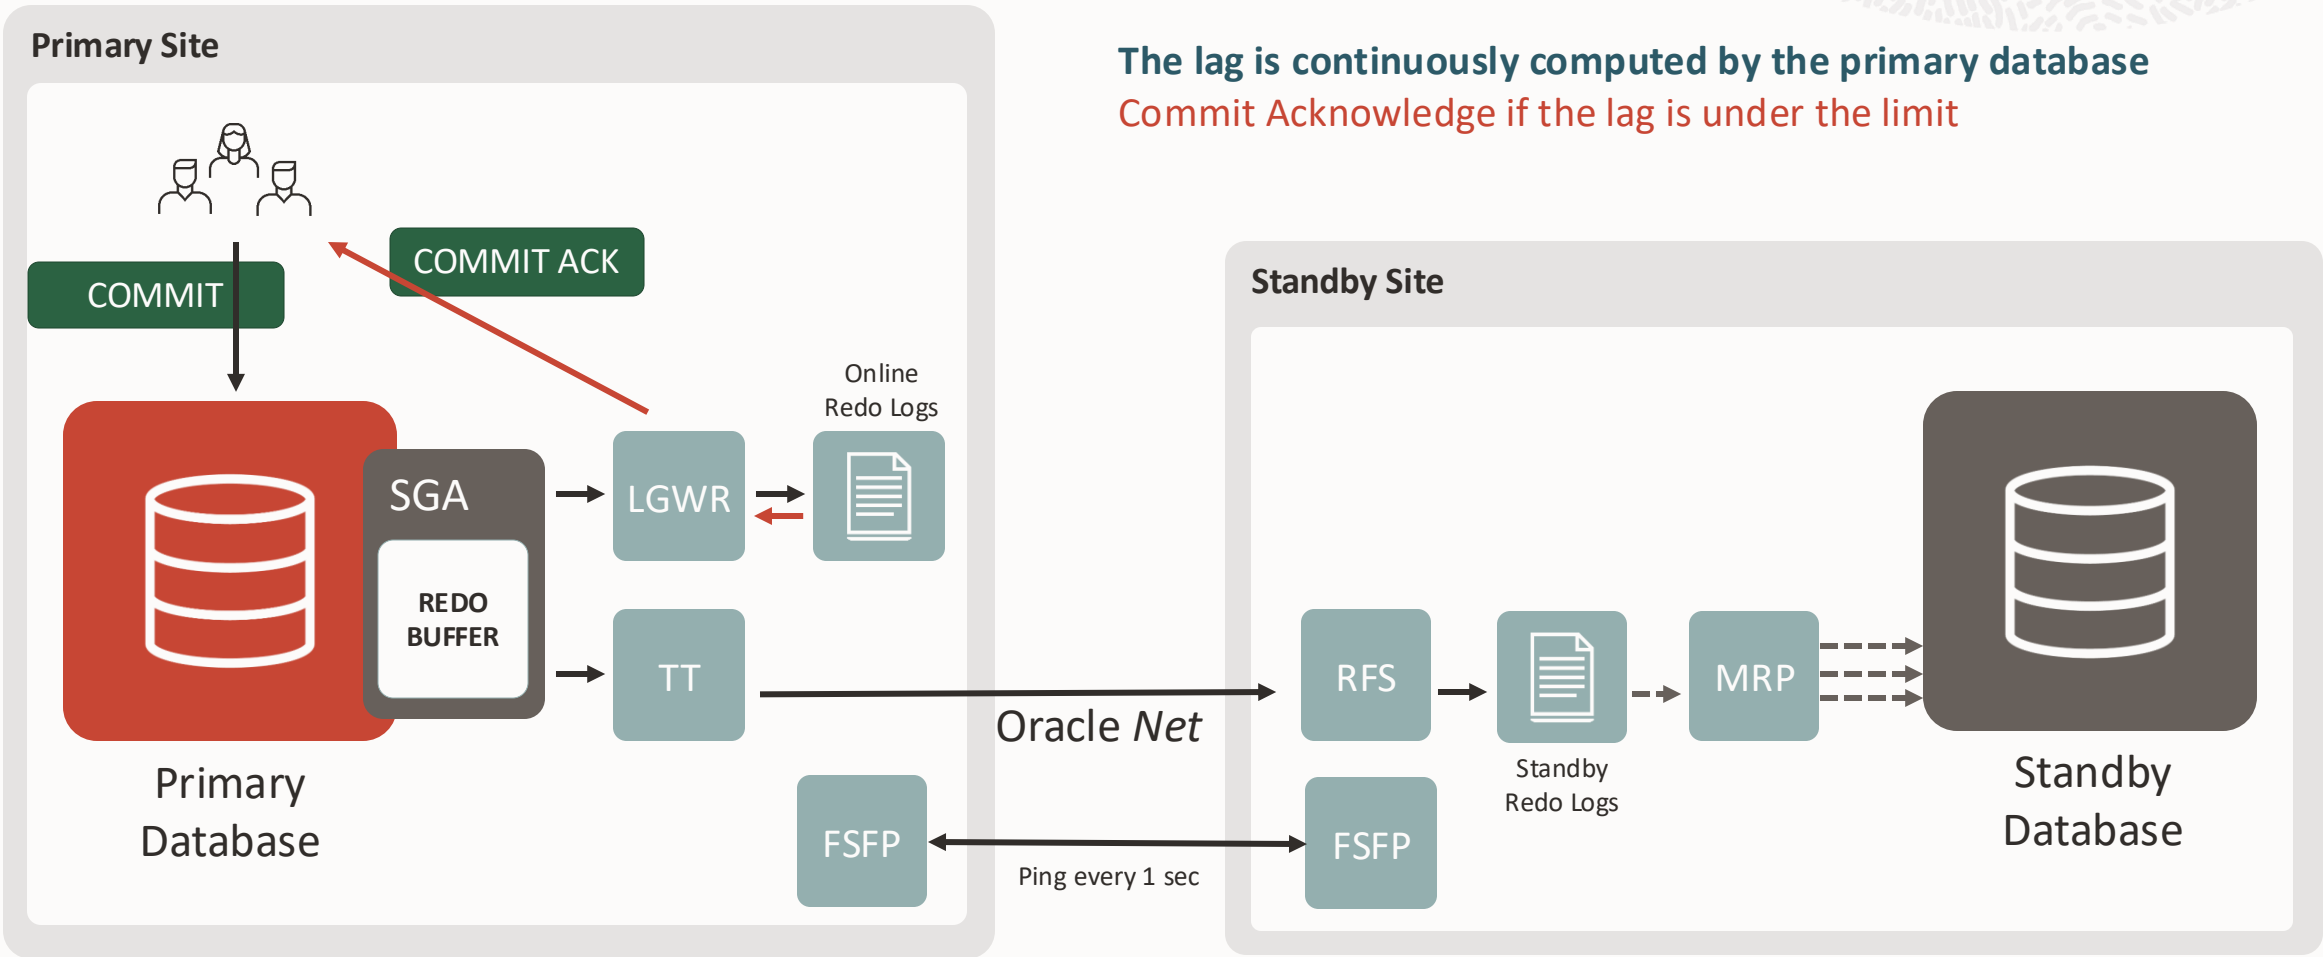 Primary Site
The lag is continuously computed by the primary database
Commit Acknowledge if the lag is under the limit
COMMIT ACK
COMMIT
Standby Site
Online
Redo Logs
SGA
LGWR
REDO
BUFFER
TT
Oracle Net
RFS
MRP
Standby
Redo Logs
Primary
Database
Standby
Database
FSFP
Ping every 1 sec
FSFP